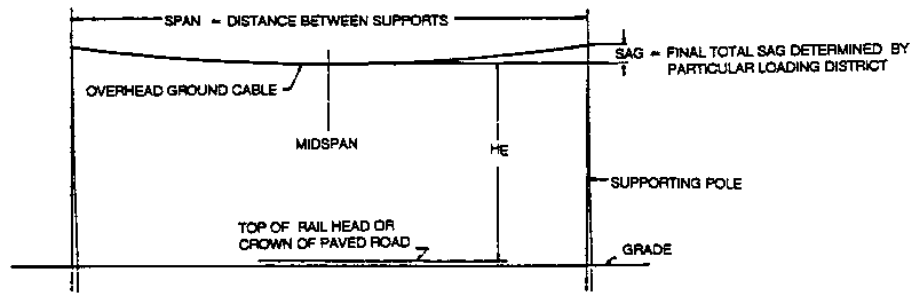 SPAN – DISTANCE BETWEEN SUPPORTS
SAG – FINAL TOTAL SAG DETERMINED BY
PARTICULAR LOADING DISTRICT
OVERHEAD GROUND CABLE
MIDSPAN
HE
SUPPORTING POLE
TOP OF RAIL HEAD OR
CROWN OF PAVED ROAD
GRADE